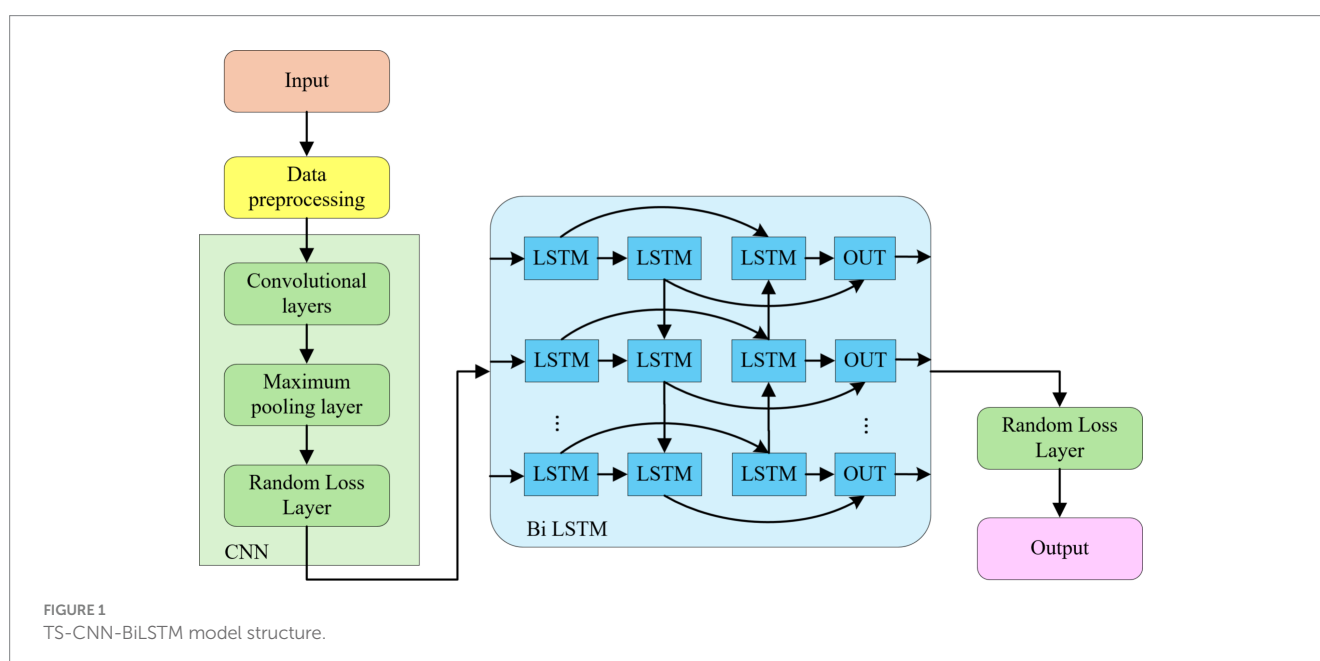 Input
Data
preprocessing
Convolutional
layers
Maximum
pooling layer
Random Loss
Layer
CNN
LSTM LSTM LSTM OUT
LSTM LSTM LSTM OUT
⋮ ⋮
LSTM LSTM LSTM OUT
Bi LSTM
Random Loss
Layer
Output
FIGURE 1
TS-CNN-BiLSTM model structure.